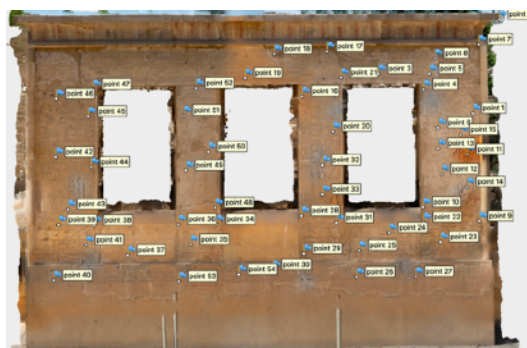 point
point 7
point 17
point 18
point 8
point 3
point 5
point 21
point 19
point 4
point 52
point 47
point 16
point 46
point 1
point 51
point 45
point 20
point 15
point 13
point 50
point 11
point 42
point 32
point 44
point 49
point 12
point 14
point 33
point 48
point 43
point 10
point 22
point 9
point 39
point 38
point 36
point 34
point 31
point 24
point 23
point 41
point 35
point 25
point 29
point 37
point 30
point 54
point 26
point 27
point 40
point 53